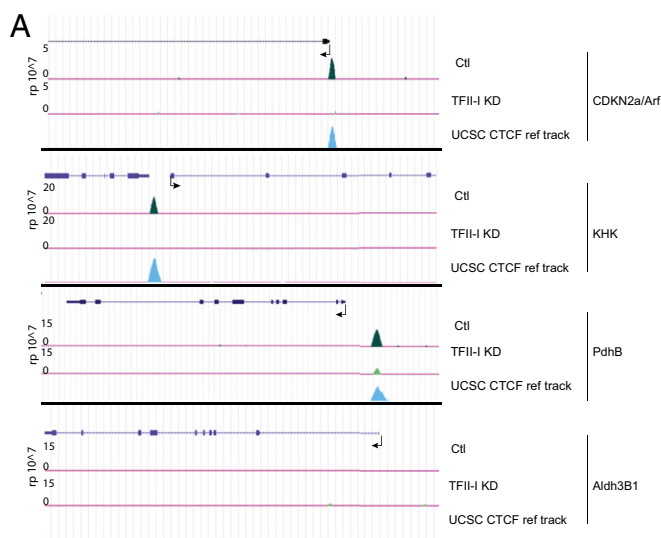 A
5
Ctl
rp 10^7
0
5
TFII-I KD
CDKN2a/Arf
0
UCSC CTCF ref track
20
Ctl
rp 10^7
0
20
TFII-I KD
KHK
0
UCSC CTCF ref track
15
Ctl
rp 10^7
0
15
TFII-I KD
PdhB
0
UCSC CTCF ref track
15
Ctl
rp 10^7
0
15
TFII-I KD
Aldh3B1
0
UCSC CTCF ref track